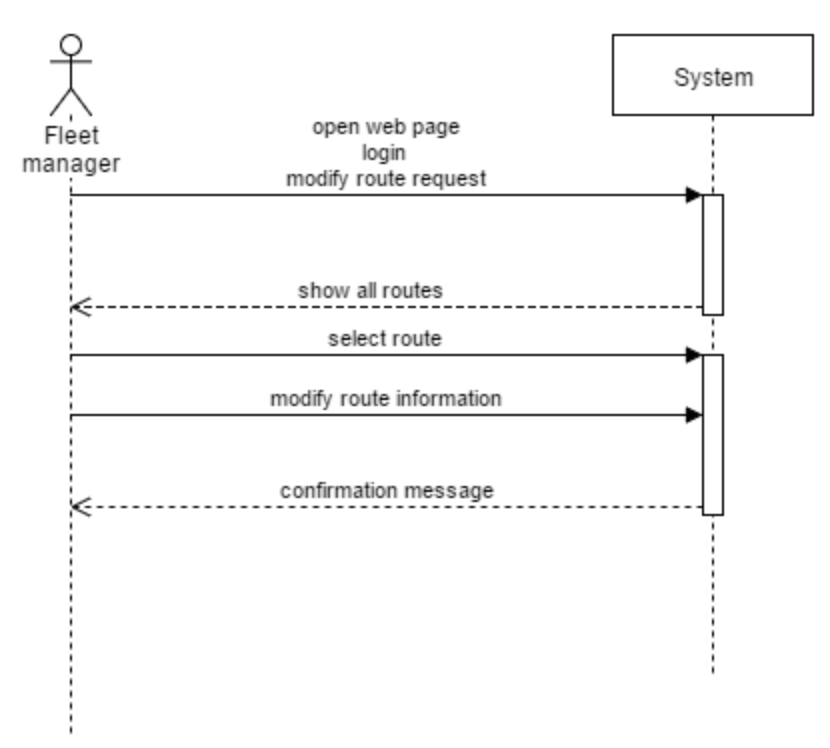 Fleet
manager
System
open web page
login
modify route request
show all routes
select route
modify route information
confirmation message